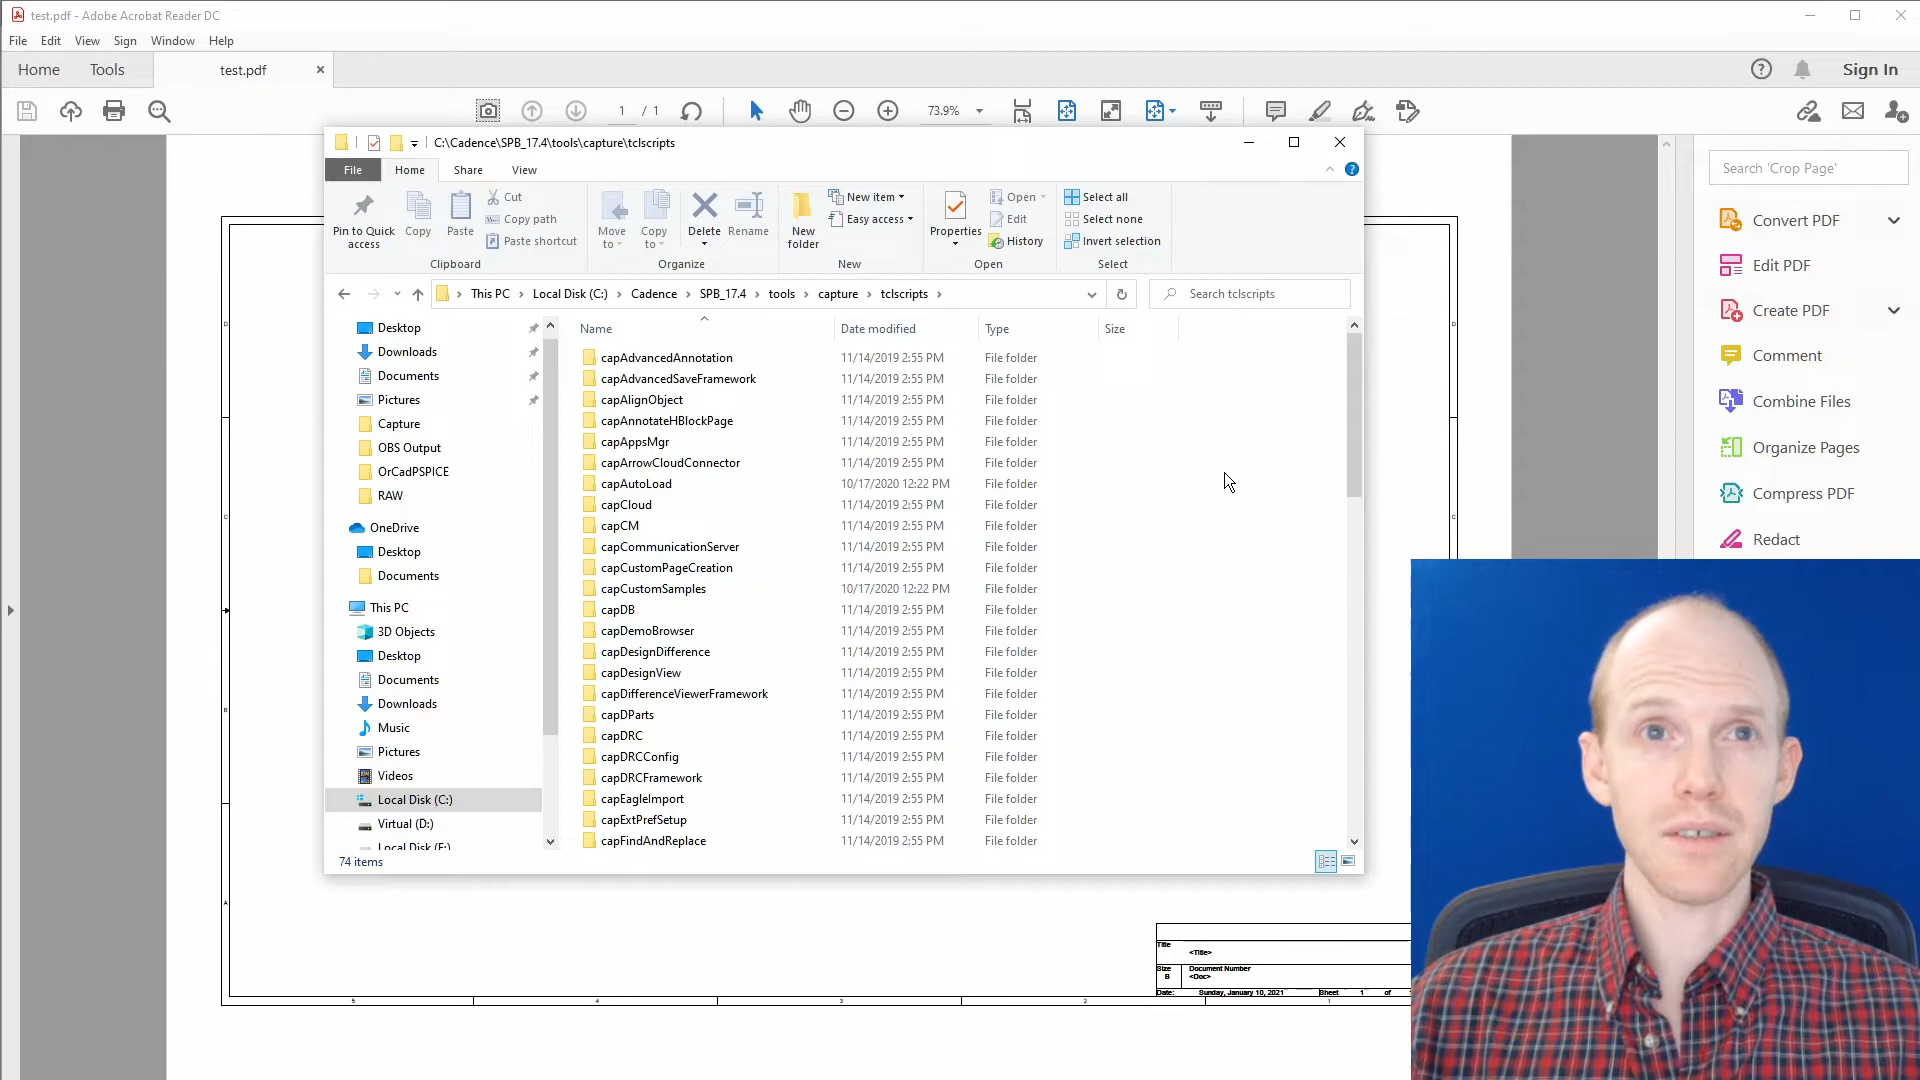 test.pdf - Adobe Acrobat Reader DC
File Edit View Sign Window Help
Home Tools test.pdf Sign In
1 / 1 73.9%
C:\Cadence\SPB_17.4\tools\capture\tclscripts
File Home Share View
Pin to Quick access
Copy
Paste
Cut
Copy path
Paste shortcut
Clipboard
Move to
Copy to
Delete
Rename
Organize
New folder
New item
Easy access
New
Properties
Open
Edit
History
Open
Select all
Select none
Invert selection
Select
This PC Local Disk (C:) Cadence SPB_17.4 tools capture tclscripts
Search tclscripts
Desktop
Downloads
Documents
Pictures
Capture
OBS Output
OrCadPSPICE
RAW
OneDrive
Desktop
Documents
This PC
3D Objects
Desktop
Documents
Downloads
Music
Pictures
Videos
Local Disk (C:)
Virtual (D:)
Name Date modified Type Size
capAdvancedAnnotation 11/14/2019 2:55 PM File folder
capAdvancedSaveFramework 11/14/2019 2:55 PM File folder
capAlignObject 11/14/2019 2:55 PM File folder
capAnnotateHBlockPage 11/14/2019 2:55 PM File folder
capAppsMgr 11/14/2019 2:55 PM File folder
capArrowCloudConnector 11/14/2019 2:55 PM File folder
capAutoLoad 10/17/2020 12:22 PM File folder
capCloud 11/14/2019 2:55 PM File folder
capCM 11/14/2019 2:55 PM File folder
capCommunicationServer 11/14/2019 2:55 PM File folder
capCustomPageCreation 11/14/2019 2:55 PM File folder
capCustomSamples 10/17/2020 12:22 PM File folder
capDB 11/14/2019 2:55 PM File folder
capDemoBrowser 11/14/2019 2:55 PM File folder
capDesignDifference 11/14/2019 2:55 PM File folder
capDesignView 11/14/2019 2:55 PM File folder
capDifferenceViewerFramework 11/14/2019 2:55 PM File folder
capDParts 11/14/2019 2:55 PM File folder
capDRC 11/14/2019 2:55 PM File folder
capDRCConfig 11/14/2019 2:55 PM File folder
capDRCFramework 11/14/2019 2:55 PM File folder
capEagleImport 11/14/2019 2:55 PM File folder
capExtPrefSetup 11/14/2019 2:55 PM File folder
capFindAndReplace 11/14/2019 2:55 PM File folder
74 items
Search 'Crop Page'
Convert PDF
Edit PDF
Create PDF
Comment
Combine Files
Organize Pages
Compress PDF
Redact
Title
<Title>
Size Document Number
B <Doc>
Date: Sunday, January 10, 2021 Sheet 1 of
5 4 3 2 1